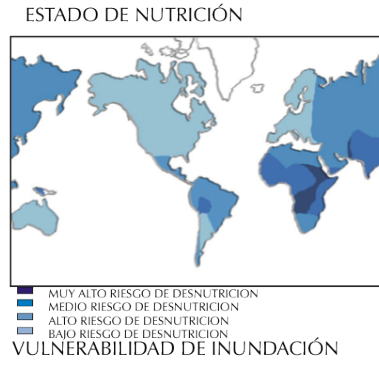 ESTADO DE NUTRICIÓN
MUY ALTO RIESGO DE DESNUTRICION
MEDIO RIESGO DE DESNUTRICION
ALTO RIESGO DE DESNUTRICION
BAJO RIESGO DE DESNUTRICION
VULNERABILIDAD DE INUNDACIÓN